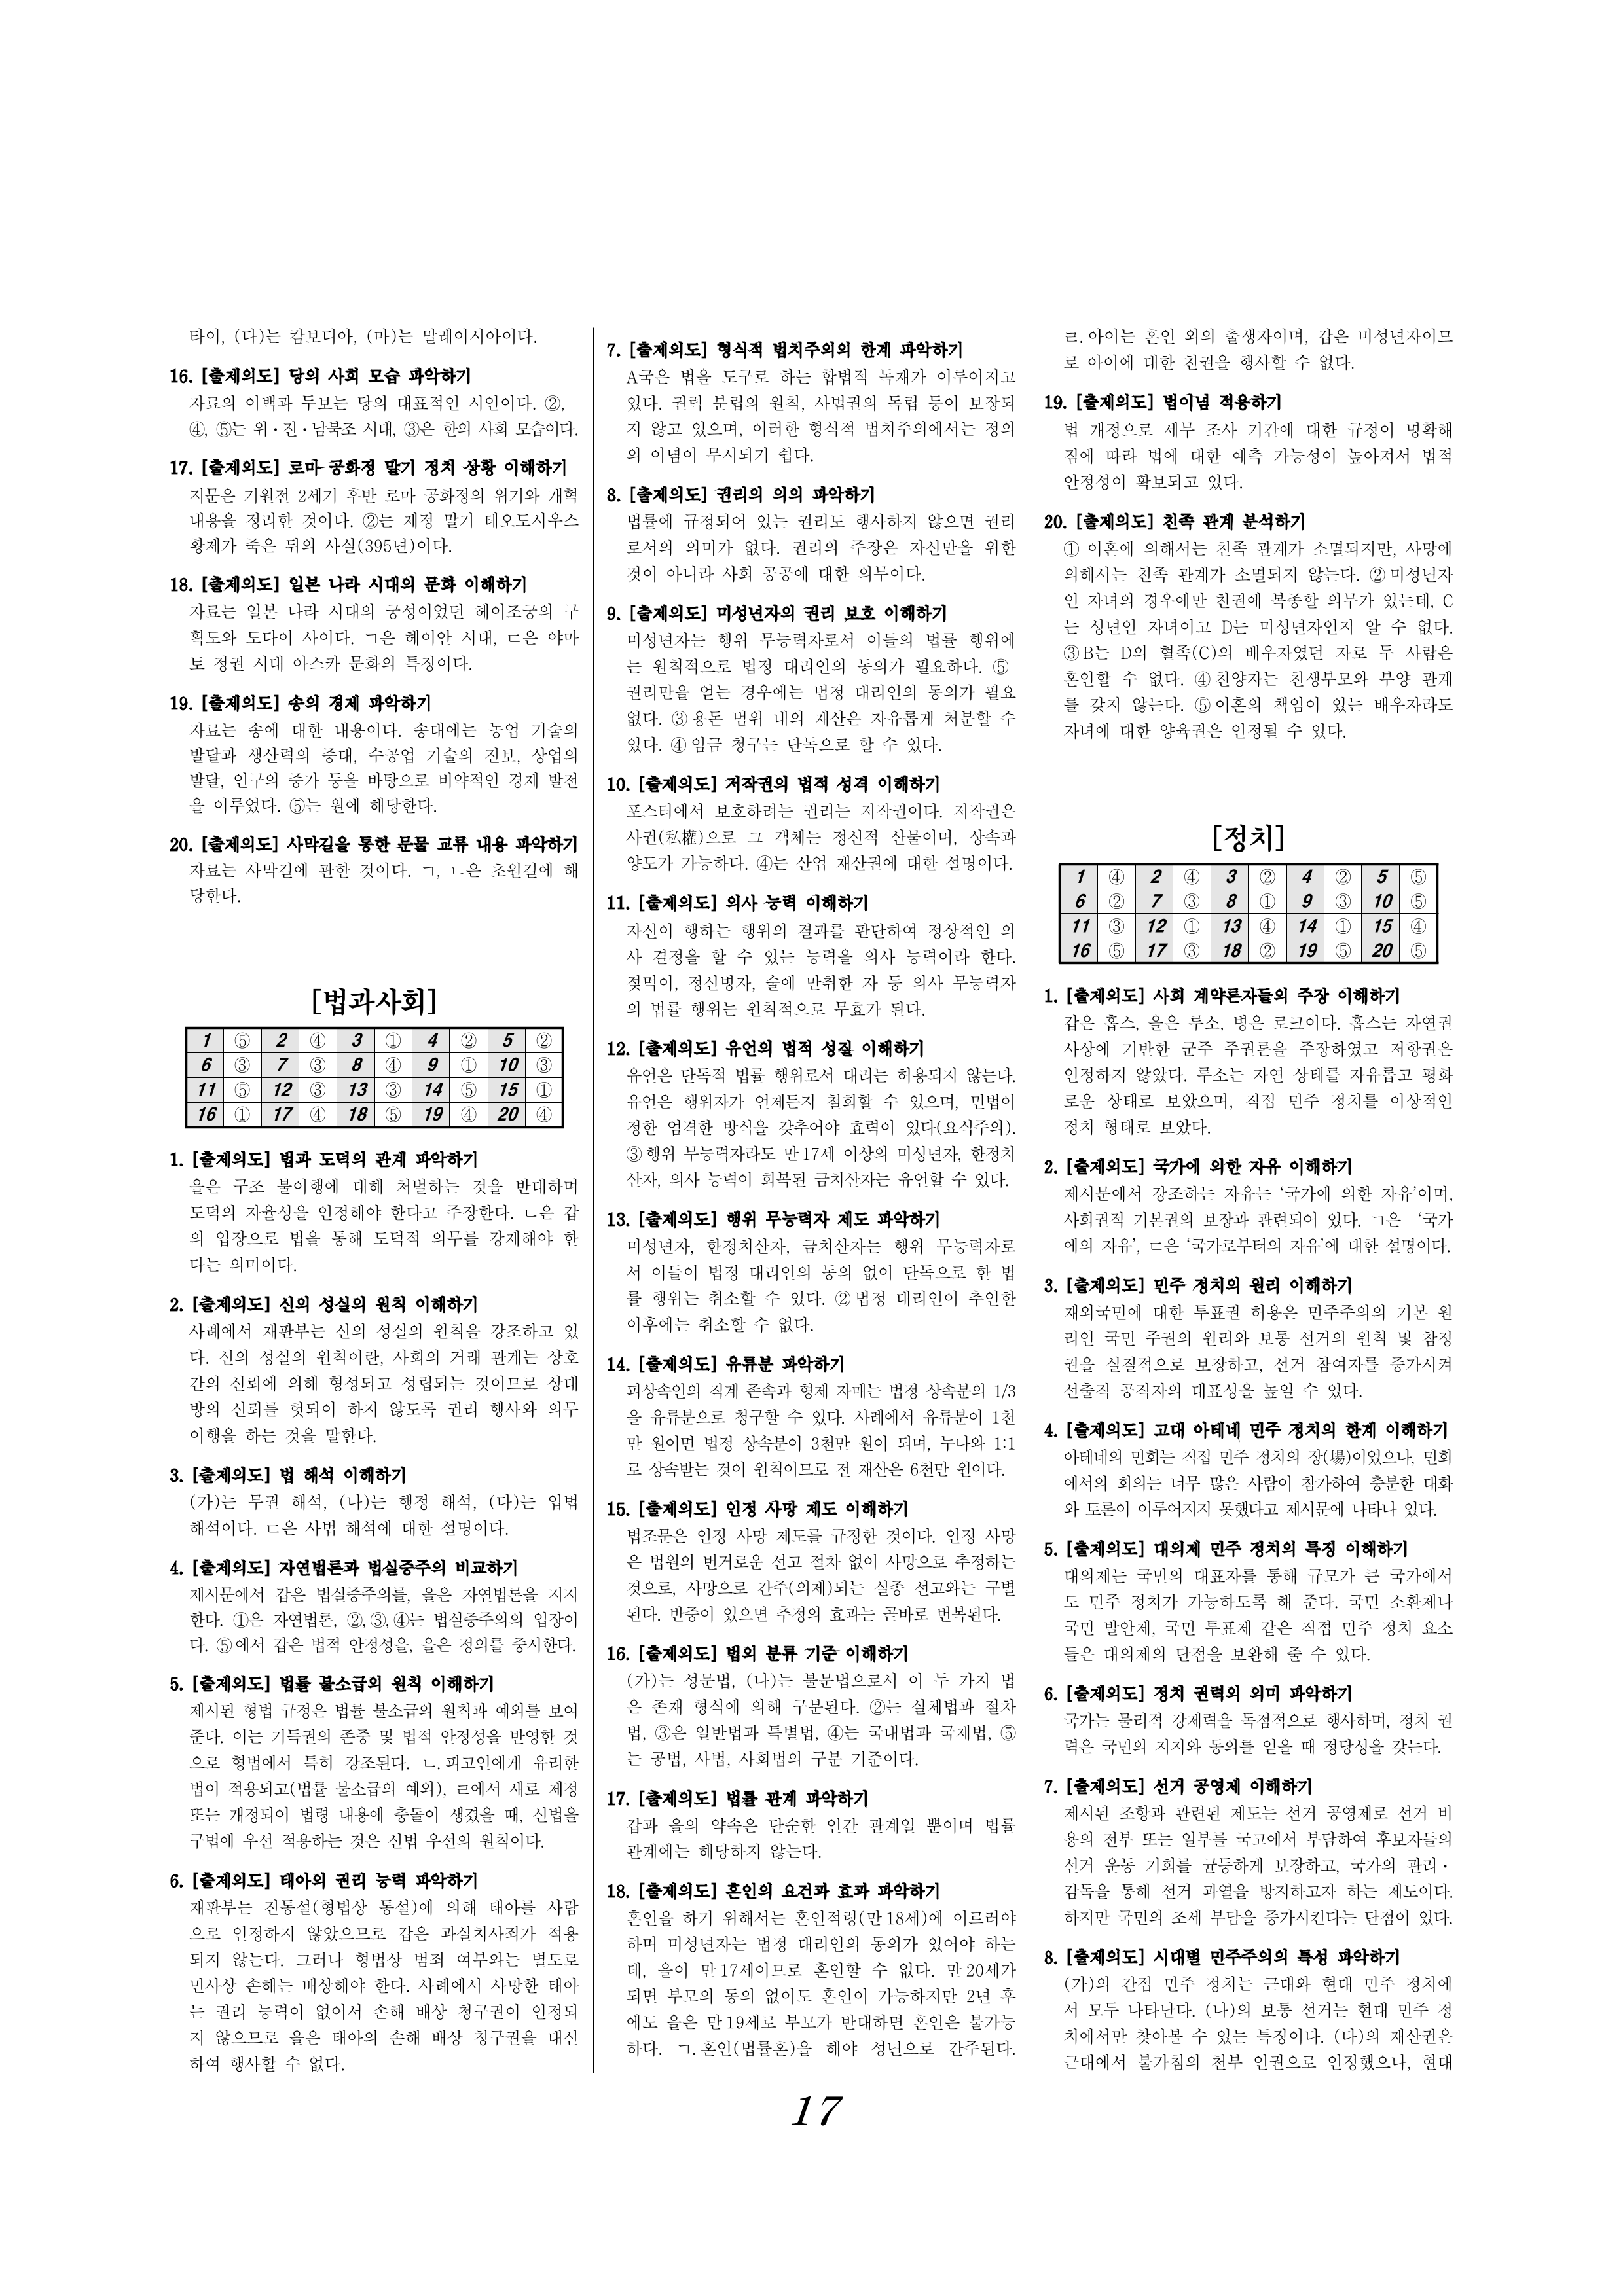 타이, (다)는 캄보디아, (마)는 말레이시아이다.
16. [출제의도] 당의 사회 모습 파악하기
자료의 이백과 두보는 당의 대표적인 시인이다. ②,
④, ⑤는 위・진・남북조 시대, ③은 한의 사회 모습이다.
17. [출제의도] 로마 공화정 말기 정치 상황 이해하기
지문은 기원전 2세기 후반 로마 공화정의 위기와 개혁
내용을 정리한 것이다. ②는 제정 말기 테오도시우스
황제가 죽은 뒤의 사실(395년)이다.
18. [출제의도] 일본 나라 시대의 문화 이해하기
자료는 일본 나라 시대의 궁성이었던 헤이조궁의 구
획도와 도다이 사이다. ㄱ은 헤이안 시대, ㄷ은 야마
토 정권 시대 아스카 문화의 특징이다.
19. [출제의도] 송의 경제 파악하기
자료는 송에 대한 내용이다. 송대에는 농업 기술의
발달과 생산력의 증대, 수공업 기술의 진보, 상업의
발달, 인구의 증가 등을 바탕으로 비약적인 경제 발전
을 이루었다. ⑤는 원에 해당한다.
20. [출제의도] 사막길을 통한 문물 교류 내용 파악하기
자료는 사막길에 관한 것이다. ㄱ, ㄴ은 초원길에 해
당한다.
[법과사회]
1 ⑤ 2 ④ 3 ① 4 ② 5 ②
6 ③ 7 ③ 8 ④ 9 ① 10 ③
11 ⑤ 12 ③ 13 ③ 14 ⑤ 15 ①
16 ① 17 ④ 18 ⑤ 19 ④ 20 ④
1. [출제의도] 법과 도덕의 관계 파악하기
을은 구조 불이행에 대해 처벌하는 것을 반대하며
도덕의 자율성을 인정해야 한다고 주장한다. ㄴ은 갑
의 입장으로 법을 통해 도덕적 의무를 강제해야 한
다는 의미이다.
2. [출제의도] 신의 성실의 원칙 이해하기
사례에서 재판부는 신의 성실의 원칙을 강조하고 있
다. 신의 성실의 원칙이란, 사회의 거래 관계는 상호
간의 신뢰에 의해 형성되고 성립되는 것이므로 상대
방의 신뢰를 헛되이 하지 않도록 권리 행사와 의무
이행을 하는 것을 말한다.
3. [출제의도] 법 해석 이해하기
(가)는 무권 해석, (나)는 행정 해석, (다)는 입법
해석이다. ㄷ은 사법 해석에 대한 설명이다.
4. [출제의도] 자연법론과 법실증주의 비교하기
제시문에서 갑은 법실증주의를, 을은 자연법론을 지지
한다. ①은 자연법론, ②, ③, ④는 법실증주의의 입장이
다. ⑤에서 갑은 법적 안정성을, 을은 정의를 중시한다.
5. [출제의도] 법률 불소급의 원칙 이해하기
제시된 형법 규정은 법률 불소급의 원칙과 예외를 보여
준다. 이는 기득권의 존중 및 법적 안정성을 반영한 것
으로 형법에서 특히 강조된다. ㄴ. 피고인에게 유리한
법이 적용되고(법률 불소급의 예외), ㄹ에서 새로 제정
또는 개정되어 법령 내용에 충돌이 생겼을 때, 신법을
구법에 우선 적용하는 것은 신법 우선의 원칙이다.
6. [출제의도] 태아의 권리 능력 파악하기
재판부는 진통설(형법상 통설)에 의해 태아를 사람
으로 인정하지 않았으므로 갑은 과실치사죄가 적용
되지 않는다. 그러나 형법상 범죄 여부와는 별도로
민사상 손해는 배상해야 한다. 사례에서 사망한 태아
는 권리 능력이 없어서 손해 배상 청구권이 인정되
지 않으므로 을은 태아의 손해 배상 청구권을 대신
하여 행사할 수 없다.
7. [출제의도] 형식적 법치주의의 한계 파악하기
A국은 법을 도구로 하는 합법적 독재가 이루어지고
있다. 권력 분립의 원칙, 사법권의 독립 등이 보장되
지 않고 있으며, 이러한 형식적 법치주의에서는 정의
의 이념이 무시되기 쉽다.
8. [출제의도] 권리의 의의 파악하기
법률에 규정되어 있는 권리도 행사하지 않으면 권리
로서의 의미가 없다. 권리의 주장은 자신만을 위한
것이 아니라 사회 공공에 대한 의무이다.
9. [출제의도] 미성년자의 권리 보호 이해하기
미성년자는 행위 무능력자로서 이들의 법률 행위에
는 원칙적으로 법정 대리인의 동의가 필요하다. ⑤
권리만을 얻는 경우에는 법정 대리인의 동의가 필요
없다. ③ 용돈 범위 내의 재산은 자유롭게 처분할 수
있다. ④ 임금 청구는 단독으로 할 수 있다.
10. [출제의도] 저작권의 법적 성격 이해하기
포스터에서 보호하려는 권리는 저작권이다. 저작권은
사권(私權)으로 그 객체는 정신적 산물이며, 상속과
양도가 가능하다. ④는 산업 재산권에 대한 설명이다.
11. [출제의도] 의사 능력 이해하기
자신이 행하는 행위의 결과를 판단하여 정상적인 의
사 결정을 할 수 있는 능력을 의사 능력이라 한다.
젖먹이, 정신병자, 술에 만취한 자 등 의사 무능력자
의 법률 행위는 원칙적으로 무효가 된다.
12. [출제의도] 유언의 법적 성질 이해하기
유언은 단독적 법률 행위로서 대리는 허용되지 않는다.
유언은 행위자가 언제든지 철회할 수 있으며, 민법이
정한 엄격한 방식을 갖추어야 효력이 있다(요식주의).
③ 행위 무능력자라도 만 17세 이상의 미성년자, 한정치
산자, 의사 능력이 회복된 금치산자는 유언할 수 있다.
13. [출제의도] 행위 무능력자 제도 파악하기
미성년자, 한정치산자, 금치산자는 행위 무능력자로
서 이들이 법정 대리인의 동의 없이 단독으로 한 법
률 행위는 취소할 수 있다. ② 법정 대리인이 추인한
이후에는 취소할 수 없다.
14. [출제의도] 유류분 파악하기
피상속인의 직계 존속과 형제 자매는 법정 상속분의 1/3
을 유류분으로 청구할 수 있다. 사례에서 유류분이 1천
만 원이면 법정 상속분이 3천만 원이 되며, 누나와 1:1
로 상속받는 것이 원칙이므로 전 재산은 6천만 원이다.
15. [출제의도] 인정 사망 제도 이해하기
법조문은 인정 사망 제도를 규정한 것이다. 인정 사망
은 법원의 번거로운 선고 절차 없이 사망으로 추정하는
것으로, 사망으로 간주(의제)되는 실종 선고와는 구별
된다. 반증이 있으면 추정의 효과는 곧바로 번복된다.
16. [출제의도] 법의 분류 기준 이해하기
(가)는 성문법, (나)는 불문법으로서 이 두 가지 법
은 존재 형식에 의해 구분된다. ②는 실체법과 절차
법, ③은 일반법과 특별법, ④는 국내법과 국제법, ⑤
는 공법, 사법, 사회법의 구분 기준이다.
17. [출제의도] 법률 관계 파악하기
갑과 을의 약속은 단순한 인간 관계일 뿐이며 법률
관계에는 해당하지 않는다.
18. [출제의도] 혼인의 요건과 효과 파악하기
혼인을 하기 위해서는 혼인적령(만 18세)에 이르러야
하며 미성년자는 법정 대리인의 동의가 있어야 하는
데, 을이 만 17세이므로 혼인할 수 없다. 만 20세가
되면 부모의 동의 없이도 혼인이 가능하지만 2년 후
에도 을은 만 19세로 부모가 반대하면 혼인은 불가능
하다. ㄱ. 혼인(법률혼)을 해야 성년으로 간주된다.
ㄹ. 아이는 혼인 외의 출생자이며, 갑은 미성년자이므
로 아이에 대한 친권을 행사할 수 없다.
19. [출제의도] 법이념 적용하기
법 개정으로 세무 조사 기간에 대한 규정이 명확해
짐에 따라 법에 대한 예측 가능성이 높아져서 법적
안정성이 확보되고 있다.
20. [출제의도] 친족 관계 분석하기
① 이혼에 의해서는 친족 관계가 소멸되지만, 사망에
의해서는 친족 관계가 소멸되지 않는다. ② 미성년자
인 자녀의 경우에만 친권에 복종할 의무가 있는데, C
는 성년인 자녀이고 D는 미성년자인지 알 수 없다.
③ B는 D의 혈족(C)의 배우자였던 자로 두 사람은
혼인할 수 없다. ④ 친양자는 친생부모와 부양 관계
를 갖지 않는다. ⑤ 이혼의 책임이 있는 배우자라도
자녀에 대한 양육권은 인정될 수 있다.
[정치]
1 ④ 2 ④ 3 ② 4 ② 5 ⑤
6 ② 7 ③ 8 ① 9 ③ 10 ⑤
11 ③ 12 ① 13 ④ 14 ① 15 ④
16 ⑤ 17 ③ 18 ② 19 ⑤ 20 ⑤
1. [출제의도] 사회 계약론자들의 주장 이해하기
갑은 홉스, 을은 루소, 병은 로크이다. 홉스는 자연권
사상에 기반한 군주 주권론을 주장하였고 저항권은
인정하지 않았다. 루소는 자연 상태를 자유롭고 평화
로운 상태로 보았으며, 직접 민주 정치를 이상적인
정치 형태로 보았다.
2. [출제의도] 국가에 의한 자유 이해하기
제시문에서 강조하는 자유는 ‘국가에 의한 자유’이며,
사회권적 기본권의 보장과 관련되어 있다. ㄱ은 ‘국가
에의 자유’, ㄷ은 ‘국가로부터의 자유’에 대한 설명이다.
3. [출제의도] 민주 정치의 원리 이해하기
재외국민에 대한 투표권 허용은 민주주의의 기본 원
리인 국민 주권의 원리와 보통 선거의 원칙 및 참정
권을 실질적으로 보장하고, 선거 참여자를 증가시켜
선출직 공직자의 대표성을 높일 수 있다.
4. [출제의도] 고대 아테네 민주 정치의 한계 이해하기
아테네의 민회는 직접 민주 정치의 장(場)이었으나, 민회
에서의 회의는 너무 많은 사람이 참가하여 충분한 대화
와 토론이 이루어지지 못했다고 제시문에 나타나 있다.
5. [출제의도] 대의제 민주 정치의 특징 이해하기
대의제는 국민의 대표자를 통해 규모가 큰 국가에서
도 민주 정치가 가능하도록 해 준다. 국민 소환제나
국민 발안제, 국민 투표제 같은 직접 민주 정치 요소
들은 대의제의 단점을 보완해 줄 수 있다.
6. [출제의도] 정치 권력의 의미 파악하기
국가는 물리적 강제력을 독점적으로 행사하며, 정치 권
력은 국민의 지지와 동의를 얻을 때 정당성을 갖는다.
7. [출제의도] 선거 공영제 이해하기
제시된 조항과 관련된 제도는 선거 공영제로 선거 비
용의 전부 또는 일부를 국고에서 부담하여 후보자들의
선거 운동 기회를 균등하게 보장하고, 국가의 관리・
감독을 통해 선거 과열을 방지하고자 하는 제도이다.
하지만 국민의 조세 부담을 증가시킨다는 단점이 있다.
8. [출제의도] 시대별 민주주의의 특성 파악하기
(가)의 간접 민주 정치는 근대와 현대 민주 정치에
서 모두 나타난다. (나)의 보통 선거는 현대 민주 정
치에서만 찾아볼 수 있는 특징이다. (다)의 재산권은
근대에서 불가침의 천부 인권으로 인정했으나, 현대
17